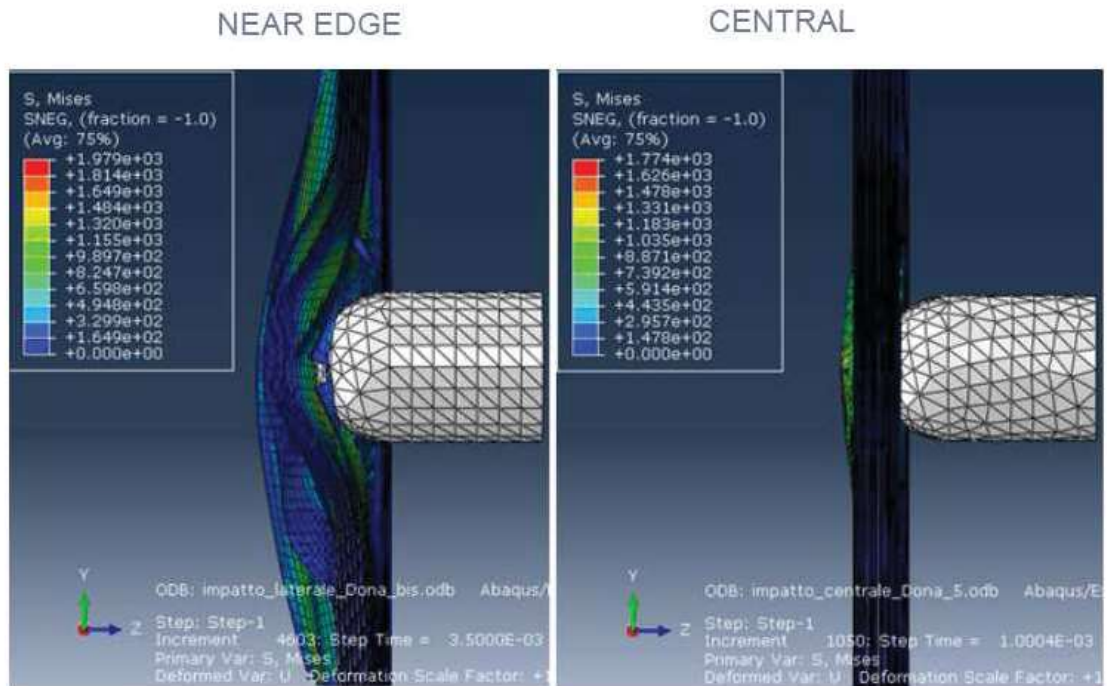 NEAR EDGE
CENTRAL
S, Mises
SNEG, (fraction = -1.0)
(Avg: 75%)
+1.979e+03
+1.814e+03
+1.649e+03
+1.484e+03
+1.320e+03
+1.155e+03
+9.897e+02
+8.247e+02
+6.598e+02
+4.948e+02
+3.299e+02
+1.649e+02
+0.000e+00
Y
Z
ODB: impatto_laterale_Dona_bis.odb Abaqus/
Step: Step-1
Increment 4603: Step Time = 3.5000E-03
Primary Var: S, Mises
Deformed Var: U Deformation Scale Factor: +
S, Mises
SNEG, (fraction = -1.0)
(Avg: 75%)
+1.774e+03
+1.626e+03
+1.478e+03
+1.331e+03
+1.183e+03
+1.035e+03
+8.871e+02
+7.392e+02
+5.914e+02
+4.435e+02
+2.957e+02
+1.478e+02
+0.000e+00
Y
Z
ODB: impatto_centrale_Dona_5.odb Abaqus/E
Step: Step-1
Increment 1050: Step Time = 1.0004E-03
Primary Var: S, Mises
Deformed Var: U Deformation Scale Factor: +1